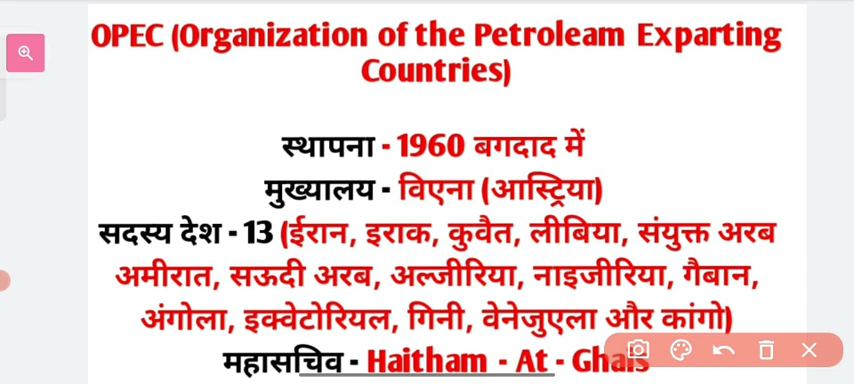 OPEC (Organization of the Petroleam Exparting
Countries)
स्थापना - 1960 बगदाद में
मुख्यालय - विएना (आस्ट्रिया)
सदस्य देश - 13 (ईरान, इराक, कुवैत, लीबिया, संयुक्त अरब
अमीरात, सऊदी अरब, अल्जीरिया, नाइजीरिया, गैबान,
अंगोला, इक्वेटोरियल, गिनी, वेनेजुएला और कांगो)
महासचिव - Haitham - At - Ghais